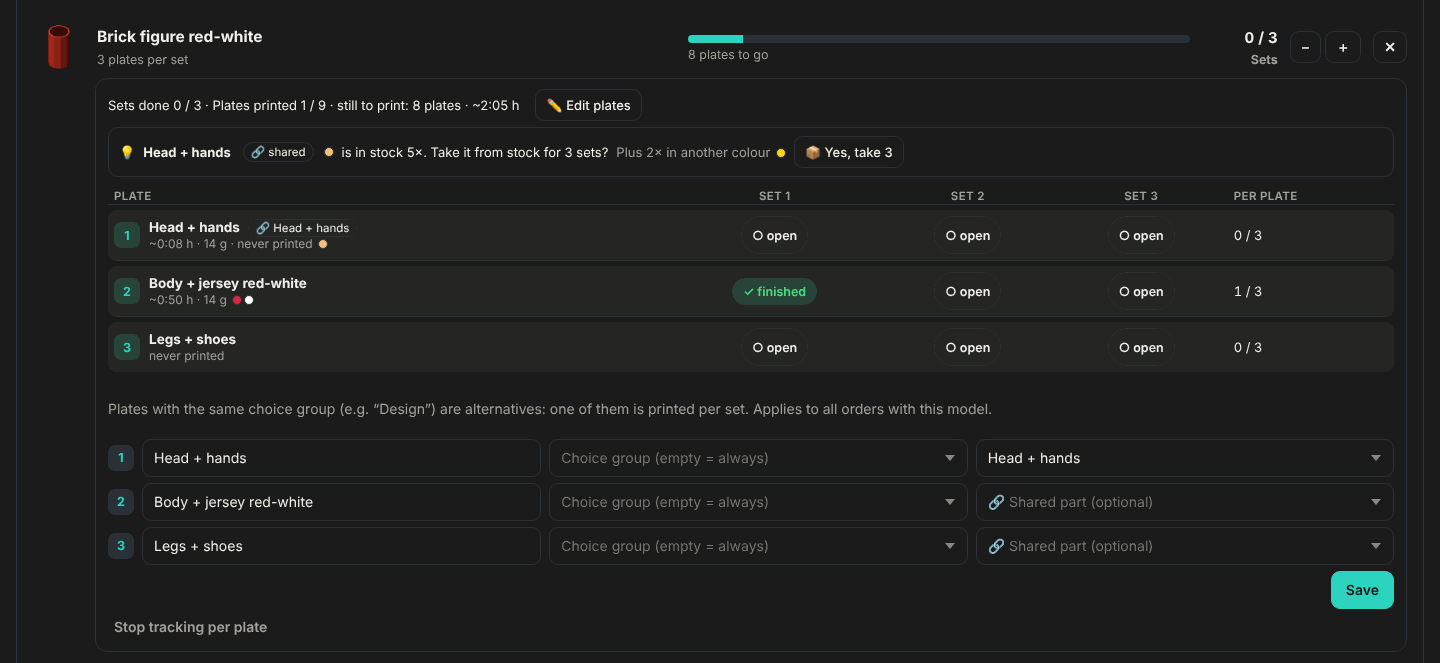 Brick figure red-white
3 plates per set
8 plates to go
0 / 3
Sets
− + ✕
Sets done 0 / 3 · Plates printed 1 / 9 · still to print: 8 plates · ~2:05 h ✏️ Edit plates
💡 Head + hands 🔗 shared is in stock 5×. Take it from stock for 3 sets? Plus 2× in another colour 📦 Yes, take 3
PLATE SET 1 SET 2 SET 3 PER PLATE
1 Head + hands 🔗 Head + hands
~0:08 h · 14 g · never printed
○ open ○ open ○ open 0 / 3
2 Body + jersey red-white
~0:50 h · 14 g
✓ finished ○ open ○ open 1 / 3
3 Legs + shoes
never printed
○ open ○ open ○ open 0 / 3
Plates with the same choice group (e.g. “Design”) are alternatives: one of them is printed per set. Applies to all orders with this model.
1 Head + hands Choice group (empty = always) Head + hands
2 Body + jersey red-white Choice group (empty = always) 🔗 Shared part (optional)
3 Legs + shoes Choice group (empty = always) 🔗 Shared part (optional)
Save
Stop tracking per plate